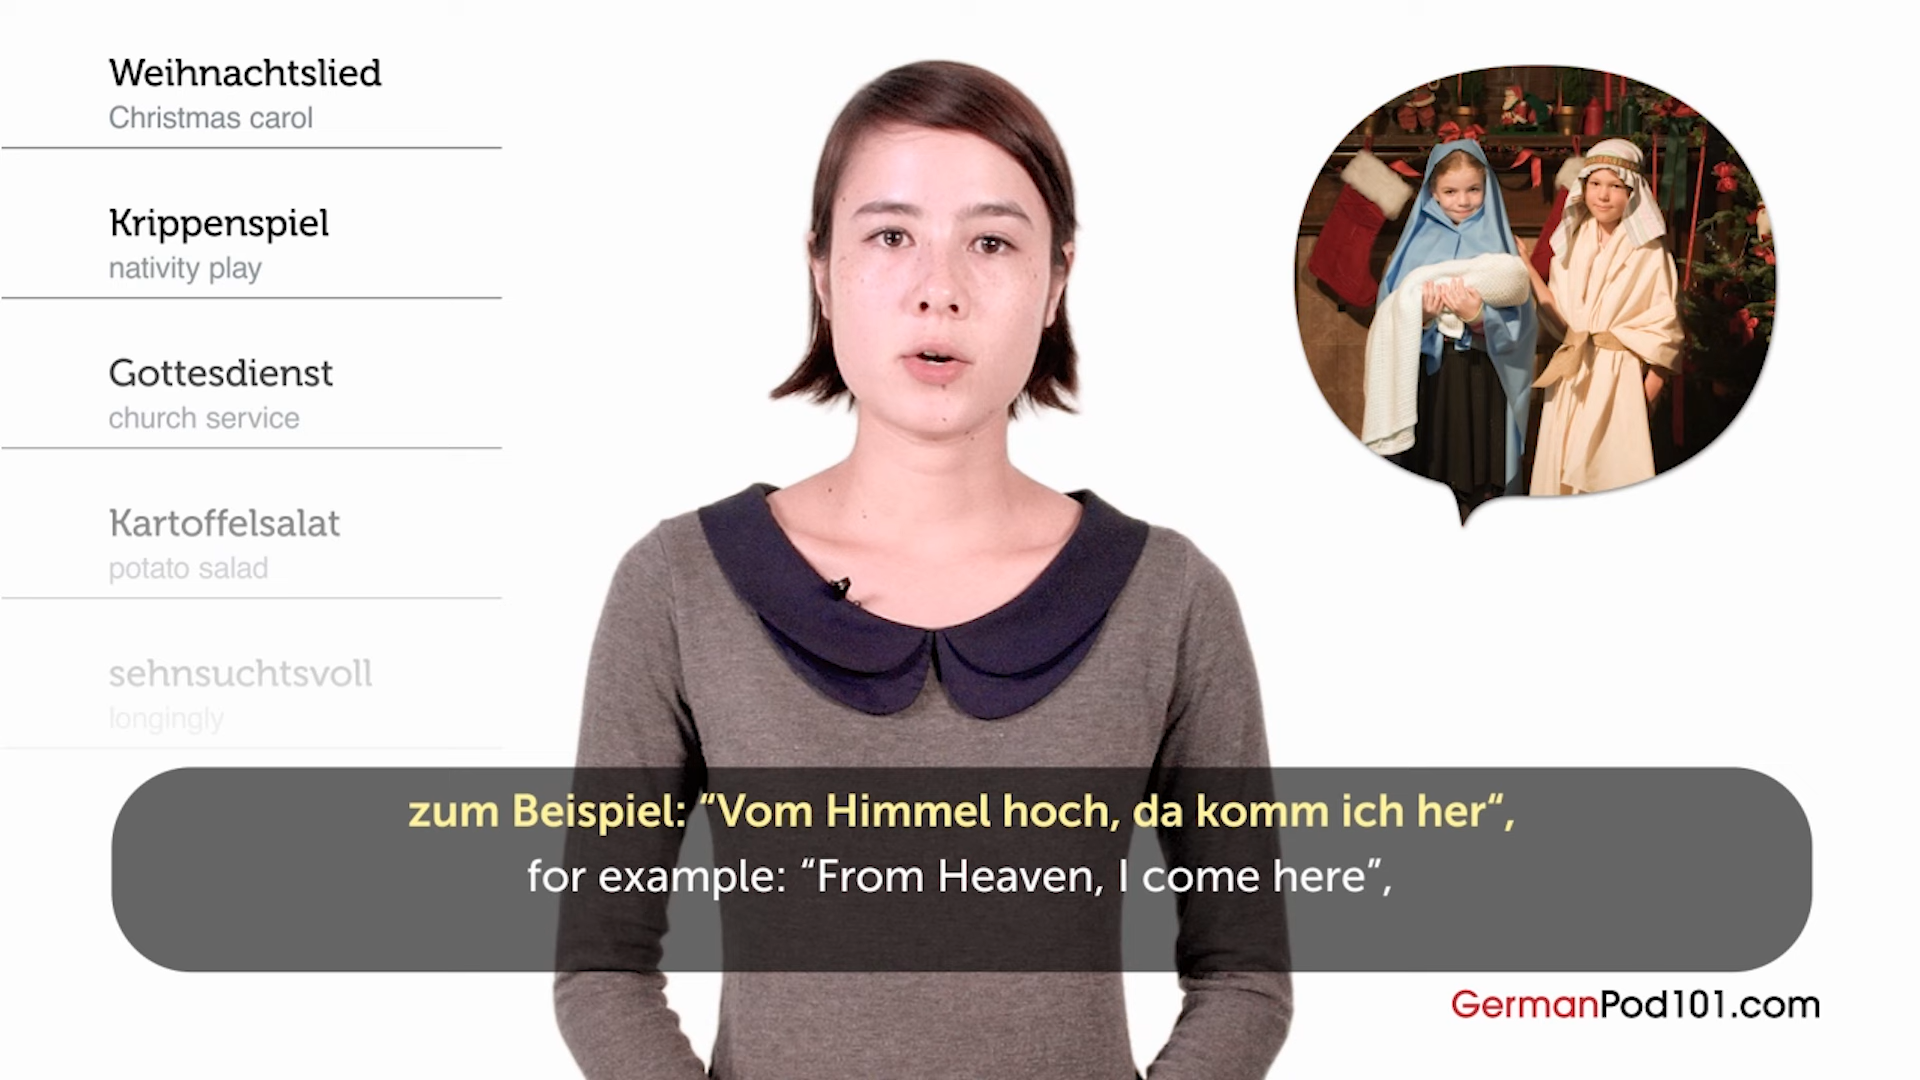 Weihnachtslied
Christmas carol
Krippenspiel
nativity play
Gottesdienst
church service
Kartoffelsalat
potato salad
sehnsuchtsvoll
longingly
zum Beispiel: “Vom Himmel hoch, da komm ich her“,
for example: “From Heaven, I come here”,
GermanPod101.com